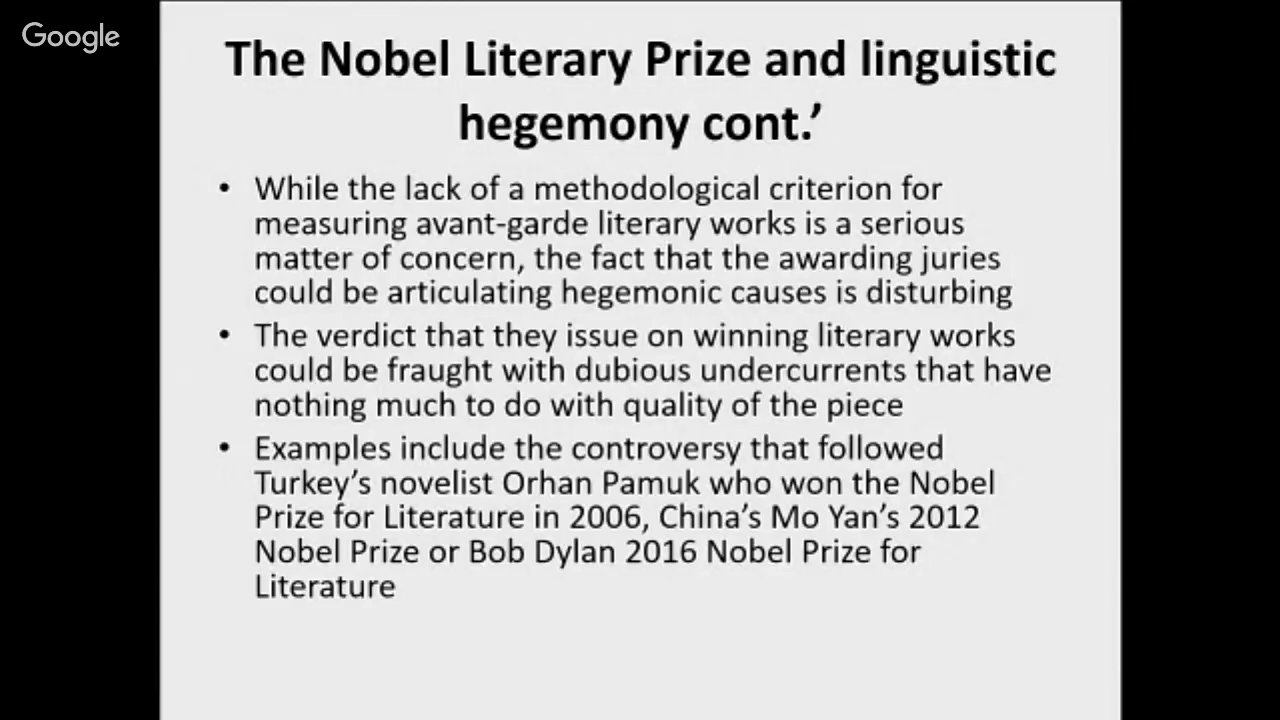 Google
The Nobel Literary Prize and linguistic
hegemony cont.’
• While the lack of a methodological criterion for
measuring avant-garde literary works is a serious
matter of concern, the fact that the awarding juries
could be articulating hegemonic causes is disturbing
• The verdict that they issue on winning literary works
could be fraught with dubious undercurrents that have
nothing much to do with quality of the piece
• Examples include the controversy that followed
Turkey’s novelist Orhan Pamuk who won the Nobel
Prize for Literature in 2006, China’s Mo Yan’s 2012
Nobel Prize or Bob Dylan 2016 Nobel Prize for
Literature